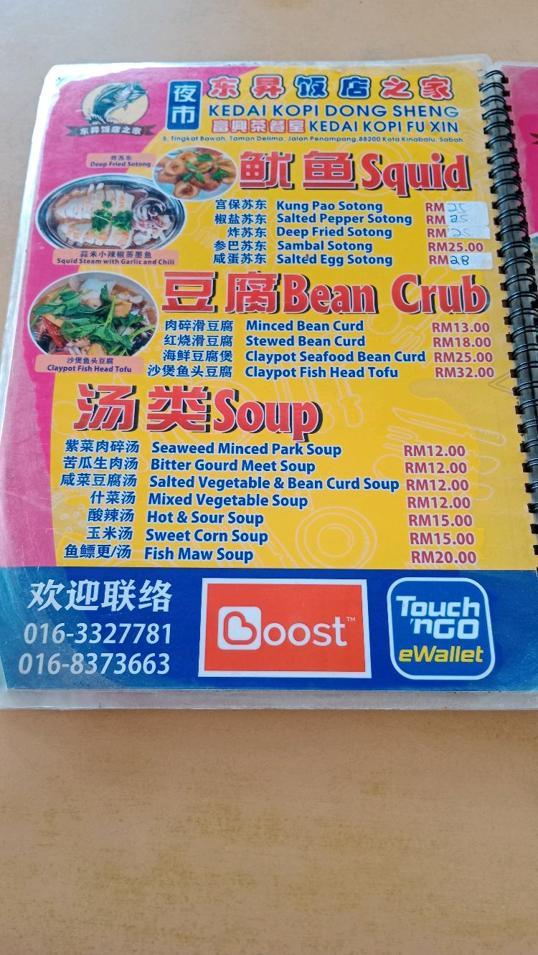 夜市 东昇饭店之家
KEDAI KOPI DONG SHENG
富興茶餐室 KEDAI KOPI FU XIN
5, Tingkat Bawah, Taman Delima, Jalan Penampang, 88200 Kota Kinabalu, Sabah
东昇饭店之家
炸苏东
Deep Fried Sotong
鱿鱼Squid
宫保苏东 Kung Pao Sotong RM25
椒盐苏东 Salted Pepper Sotong RM25
炸苏东 Deep Fried Sotong RM25
参巴苏东 Sambal Sotong RM25.00
咸蛋苏东 Salted Egg Sotong RM28
蒜米小辣椒蒸墨鱼
Squid Steam with Garlic and Chili
豆腐Bean Crub
肉碎滑豆腐 Minced Bean Curd RM13.00
红烧滑豆腐 Stewed Bean Curd RM18.00
海鲜豆腐煲 Claypot Seafood Bean Curd RM25.00
沙煲鱼头豆腐 Claypot Fish Head Tofu RM32.00
沙煲鱼头豆腐
Claypot Fish Head Tofu
汤类Soup
紫菜肉碎汤 Seaweed Minced Park Soup RM12.00
苦瓜生肉汤 Bitter Gourd Meet Soup RM12.00
咸菜豆腐汤 Salted Vegetable & Bean Curd Soup RM12.00
什菜汤 Mixed Vegetable Soup RM12.00
酸辣汤 Hot & Sour Soup RM15.00
玉米汤 Sweet Corn Soup RM15.00
鱼鳔更/汤 Fish Maw Soup RM20.00
欢迎联络
016-3327781
016-8373663
Boost™
Touch
'nGO
eWallet